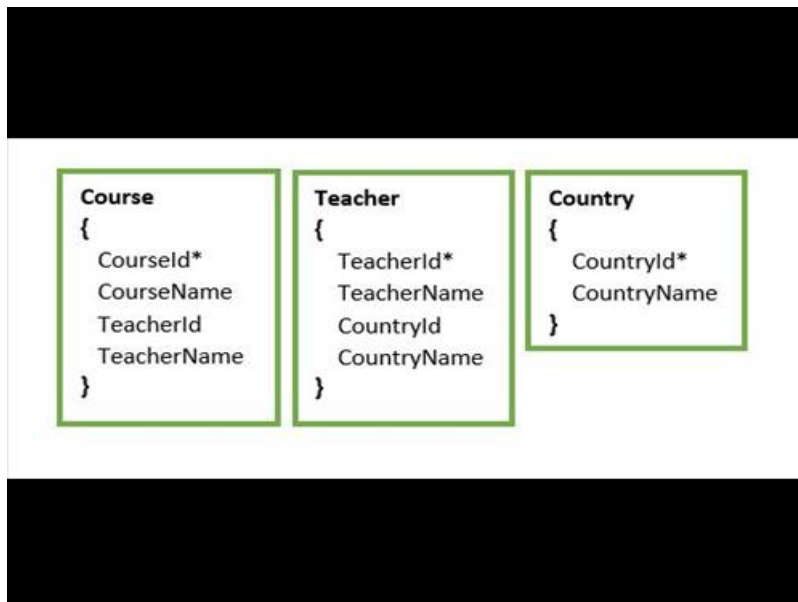 Course
{
CourseId*
CourseName
TeacherId
TeacherName
}
Teacher
{
TeacherId*
TeacherName
CountryId
CountryName
}
Country
{
CountryId*
CountryName
}